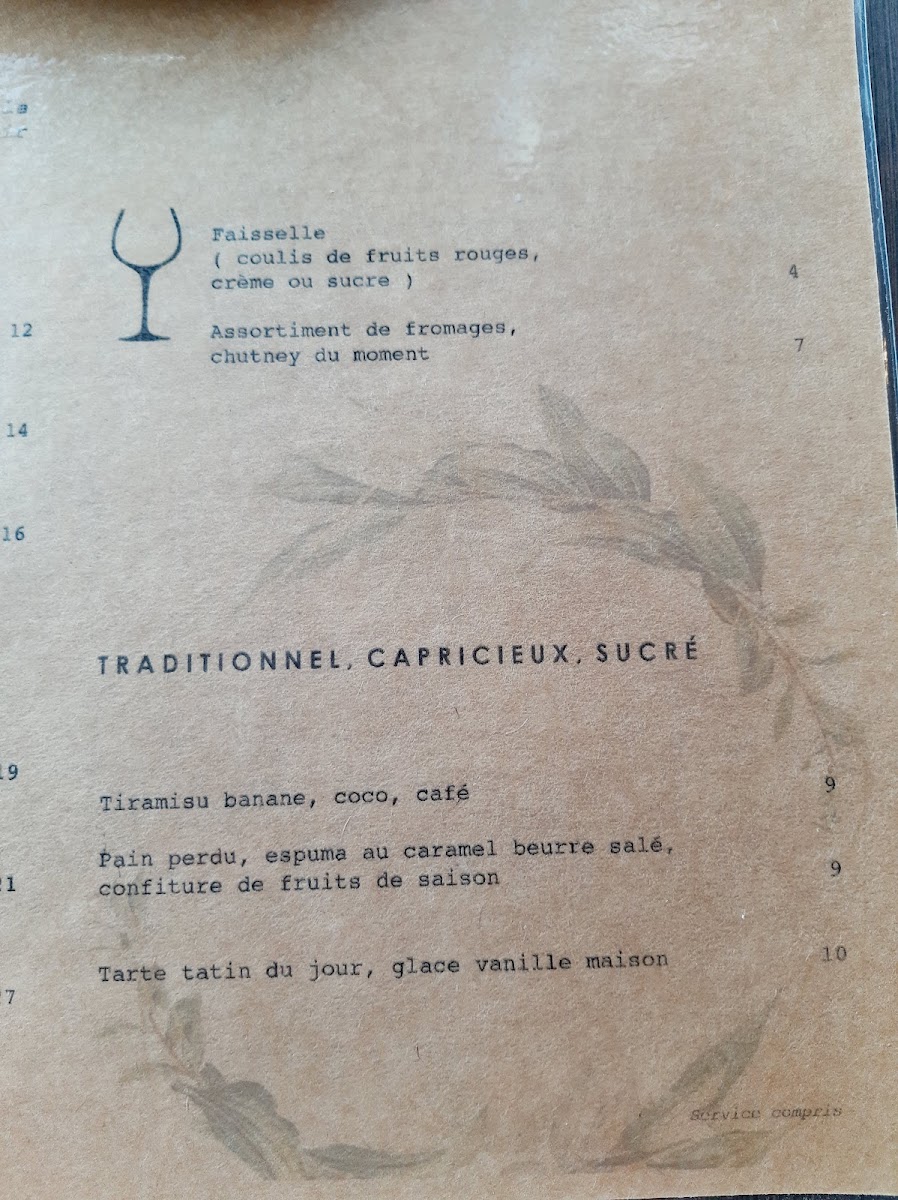 Faisselle
( coulis de fruits rouges,
crème ou sucre ) 4
12
Assortiment de fromages,
chutney du moment 7
14
16
TRADITIONNEL, CAPRICIEUX, SUCRÉ
19
Tiramisu banane, coco, café 9
Pain perdu, espuma au caramel beurre salé,
confiture de fruits de saison 9
Tarte tatin du jour, glace vanille maison 10
Service compris